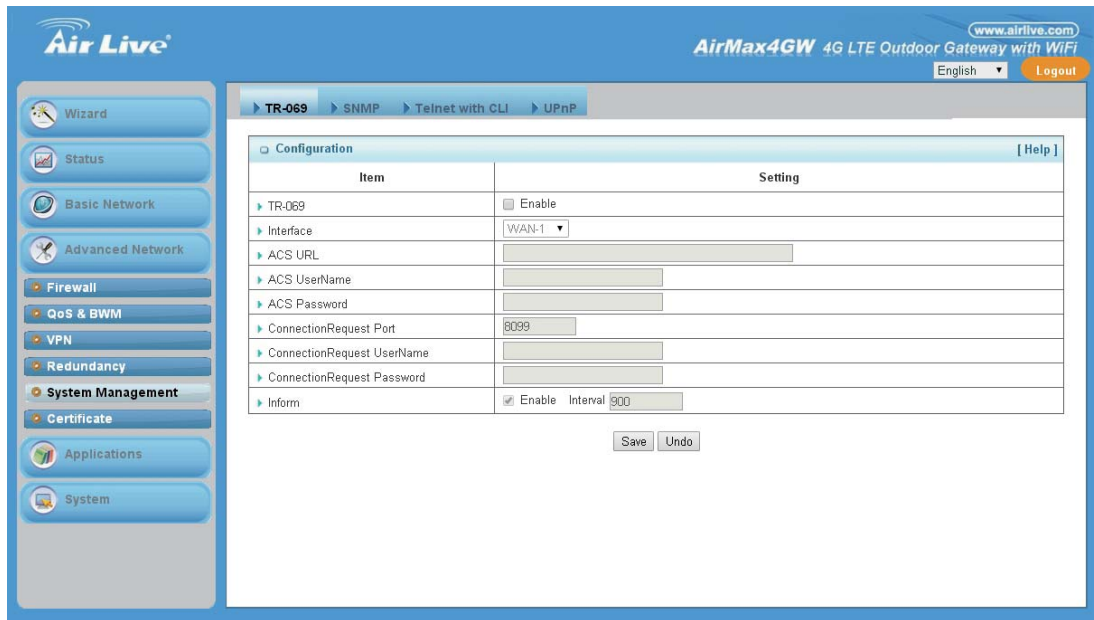 Air Live®
www.airlive.com
AirMax4GW 4G LTE Outdoor Gateway with WiFi
English
Logout
Wizard
Status
Basic Network
Advanced Network
Firewall
QoS & BWM
VPN
Redundancy
System Management
Certificate
Applications
System
TR-069 SNMP Telnet with CLI UPnP
Configuration [ Help ]
Item Setting
TR-069 Enable
Interface WAN-1
ACS URL
ACS UserName
ACS Password
ConnectionRequest Port 8099
ConnectionRequest UserName
ConnectionRequest Password
Inform Enable Interval 900
Save Undo